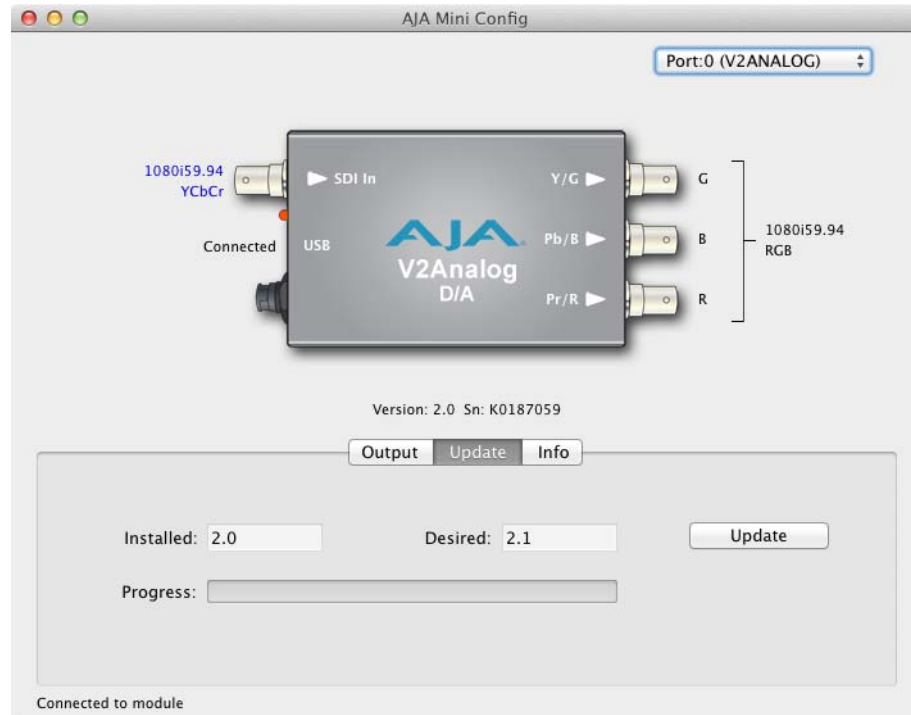 AJA Mini Config
Port:0 (V2ANALOG)
1080i59.94
YCbCr
SDI In
Y/G
G
Connected
USB
AJA
Pb/B
B
1080i59.94
RGB
V2Analog
D/A
Pr/R
R
Version: 2.0 Sn: K0187059
Output Update Info
Installed: 2.0 Desired: 2.1 Update
Progress:
Connected to module